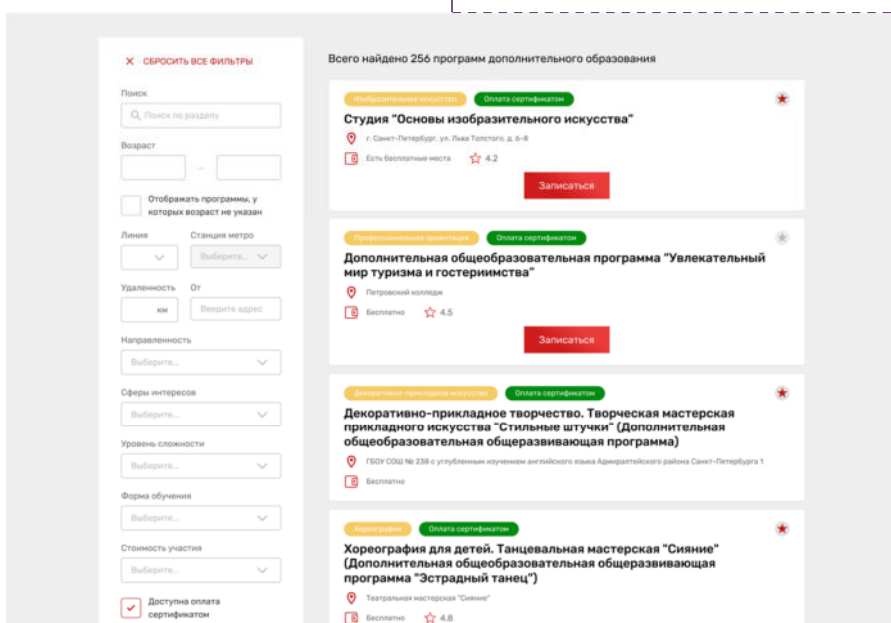 СБРОСИТЬ ВСЕ ФИЛЬТРЫ
Поиск
Поиск по разделу
Возраст
...
Отображать программы, у
которых возраст не указан
Линия Станция метро
Выберите...
Удаленность От
км Введите адрес
Направленность
Выберите...
Сферы интересов
Выберите...
Уровень сложности
Выберите...
Форма обучения
Выберите...
Стоимость участия
Выберите...
Доступна оплата
сертификатом
Всего найдено 256 программ дополнительного образования
Изобразительное искусство Оплата сертификатом
Студия "Основы изобразительного искусства"
г. Санкт-Петербург, ул. Льва Толстого, д. 6-8
Есть бесплатные места 4.2
Записаться
Профессиональная ориентация Оплата сертификатом
Дополнительная общеобразовательная программа "Увлекательный
мир туризма и гостериимства"
Петровский колледж
Бесплатно 4.5
Записаться
Декоративно-прикладное искусство Оплата сертификатом
Декоративно-прикладное творчество. Творческая мастерская
прикладного искусства "Стильные штучки" (Дополнительная
общеобразовательная общеразвивающая программа)
ГБОУ СОШ № 238 с углубленным изучением английского языка Адмиралтейского района Санкт-Петербурга 1
Бесплатно
Хореография Оплата сертификатом
Хореография для детей. Танцевальная мастерская "Сияние"
(Дополнительная общеобразовательная общеразвивающая
программа "Эстрадный танец")
Театральная мастерская "Сияние"
Бесплатно 4.8